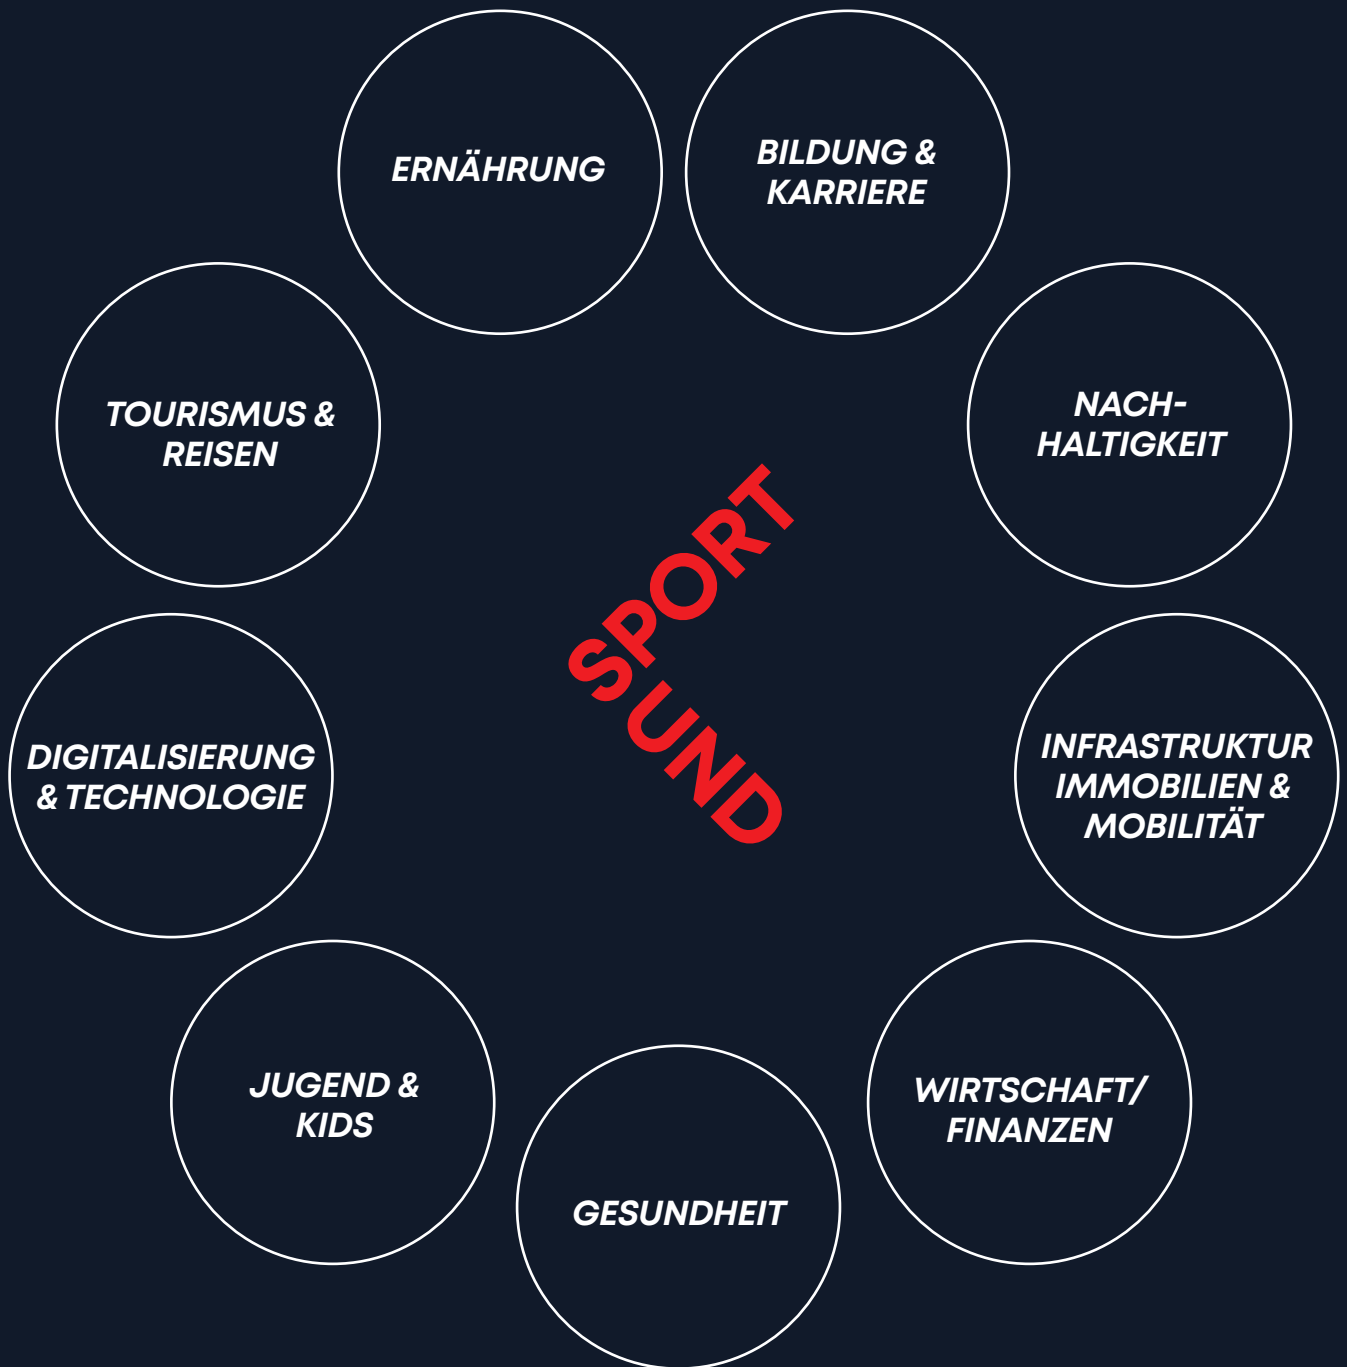 ERNÄHRUNG
BILDUNG &
KARRIERE
NACH-
HALTIGKEIT
INFRASTRUKTUR
IMMOBILIEN &
MOBILITÄT
WIRTSCHAFT/
FINANZEN
GESUNDHEIT
JUGEND &
KIDS
DIGITALISIERUNG
& TECHNOLOGIE
TOURISMUS &
REISEN
SPORT
UND